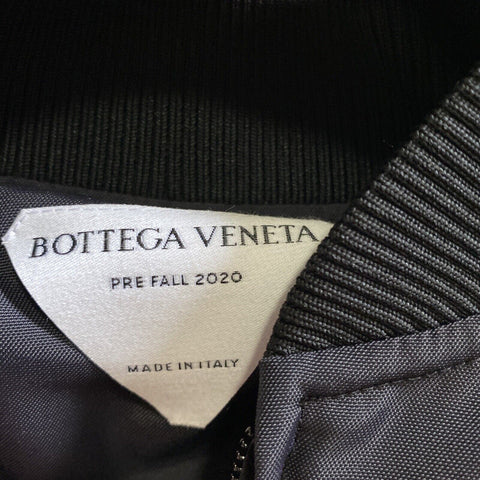 BOTTEGA VENETA
PRE FALL 2020
MADE IN ITALY